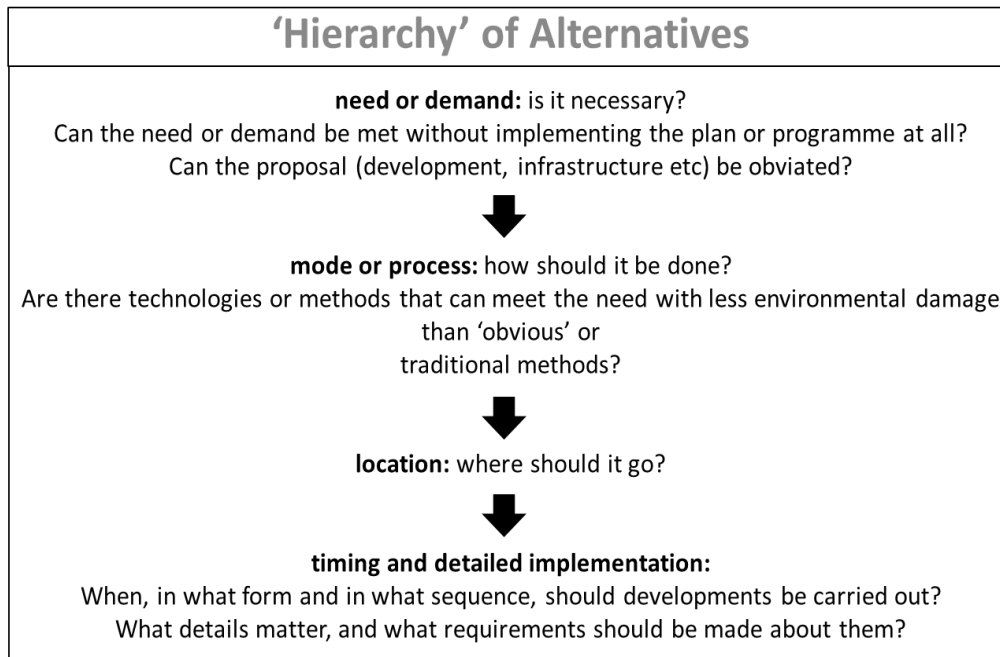 ‘Hierarchy’ of Alternatives
need or demand: is it necessary?
Can the need or demand be met without implementing the plan or programme at all?
Can the proposal (development, infrastructure etc) be obviated?
mode or process: how should it be done?
Are there technologies or methods that can meet the need with less environmental damage
than ‘obvious’ or
traditional methods?
location: where should it go?
timing and detailed implementation:
When, in what form and in what sequence, should developments be carried out?
What details matter, and what requirements should be made about them?